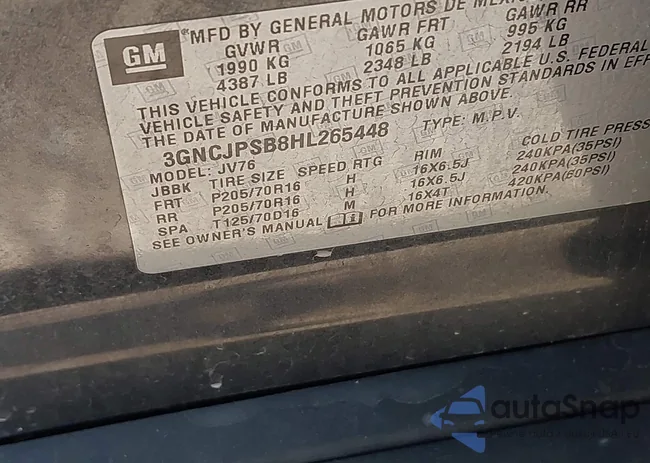 GM
*MFD BY GENERAL MOTORS DE MEXI
GVWR GAWR FRT GAWR RR
1990 KG 1065 KG 995 KG
4387 LB 2348 LB 2194 LB
THIS VEHICLE CONFORMS TO ALL APPLICABLE U.S. FEDERAL
VEHICLE SAFETY AND THEFT PREVENTION STANDARDS IN EFF
THE DATE OF MANUFACTURE SHOWN ABOVE.
3GNCJPSB8HL265448 TYPE: M.P.V.
MODEL: JV76
JBBK TIRE SIZE SPEED RTG RIM COLD TIRE PRESS
FRT P205/70R16 H 16X6.5J 240KPA(35PSI)
RR P205/70R16 H 16X6.5J 240KPA(35PSI)
SPA T125/70D16 M 16X4T 420KPA(60PSI)
SEE OWNER'S MANUAL FOR MORE INFORMATION.
autoSnap